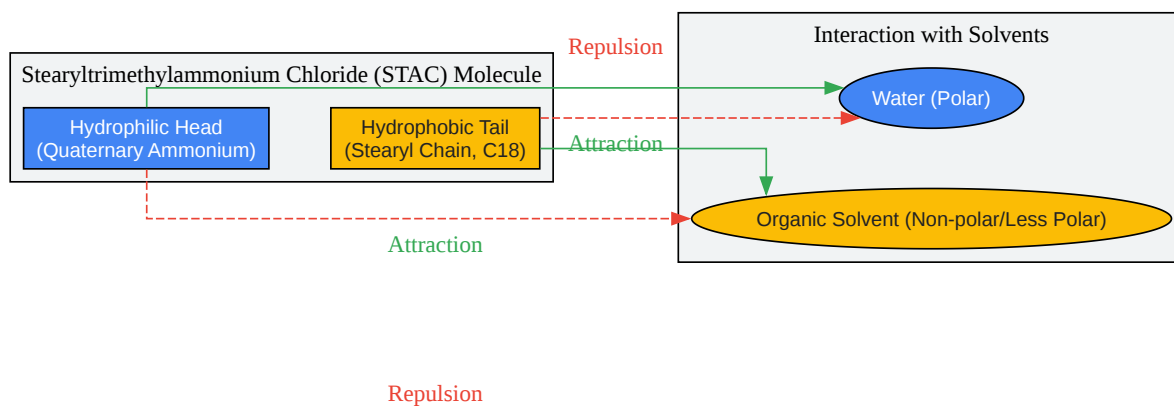 Repulsion
Interaction with Solvents
Stearyltrimethylammonium Chloride (STAC) Molecule
Water (Polar)
Hydrophilic Head
(Quaternary Ammonium)
Hydrophobic Tail
(Stearyl Chain, C18)
Attraction
Organic Solvent (Non-polar/Less Polar)
Attraction
Repulsion